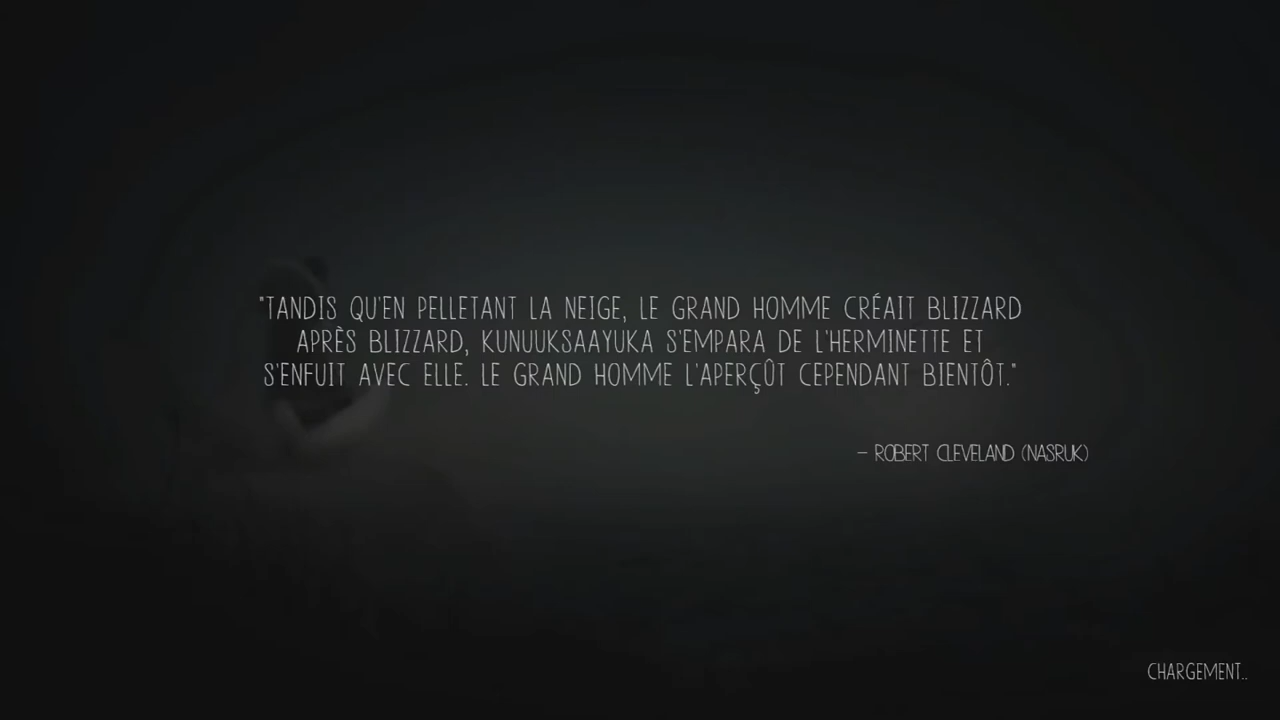 "TANDIS QU'EN PELLETANT LA NEIGE, LE GRAND HOMME CRÉAIT BLIZZARD
APRÈS BLIZZARD, KUNUUKSAAYUKA S'EMPARA DE L'HERMINETTE ET
S'ENFUIT AVEC ELLE. LE GRAND HOMME L'APERÇÛT CEPENDANT BIENTÔT."
– ROBERT CLEVELAND (NASRUK)
CHARGEMENT..